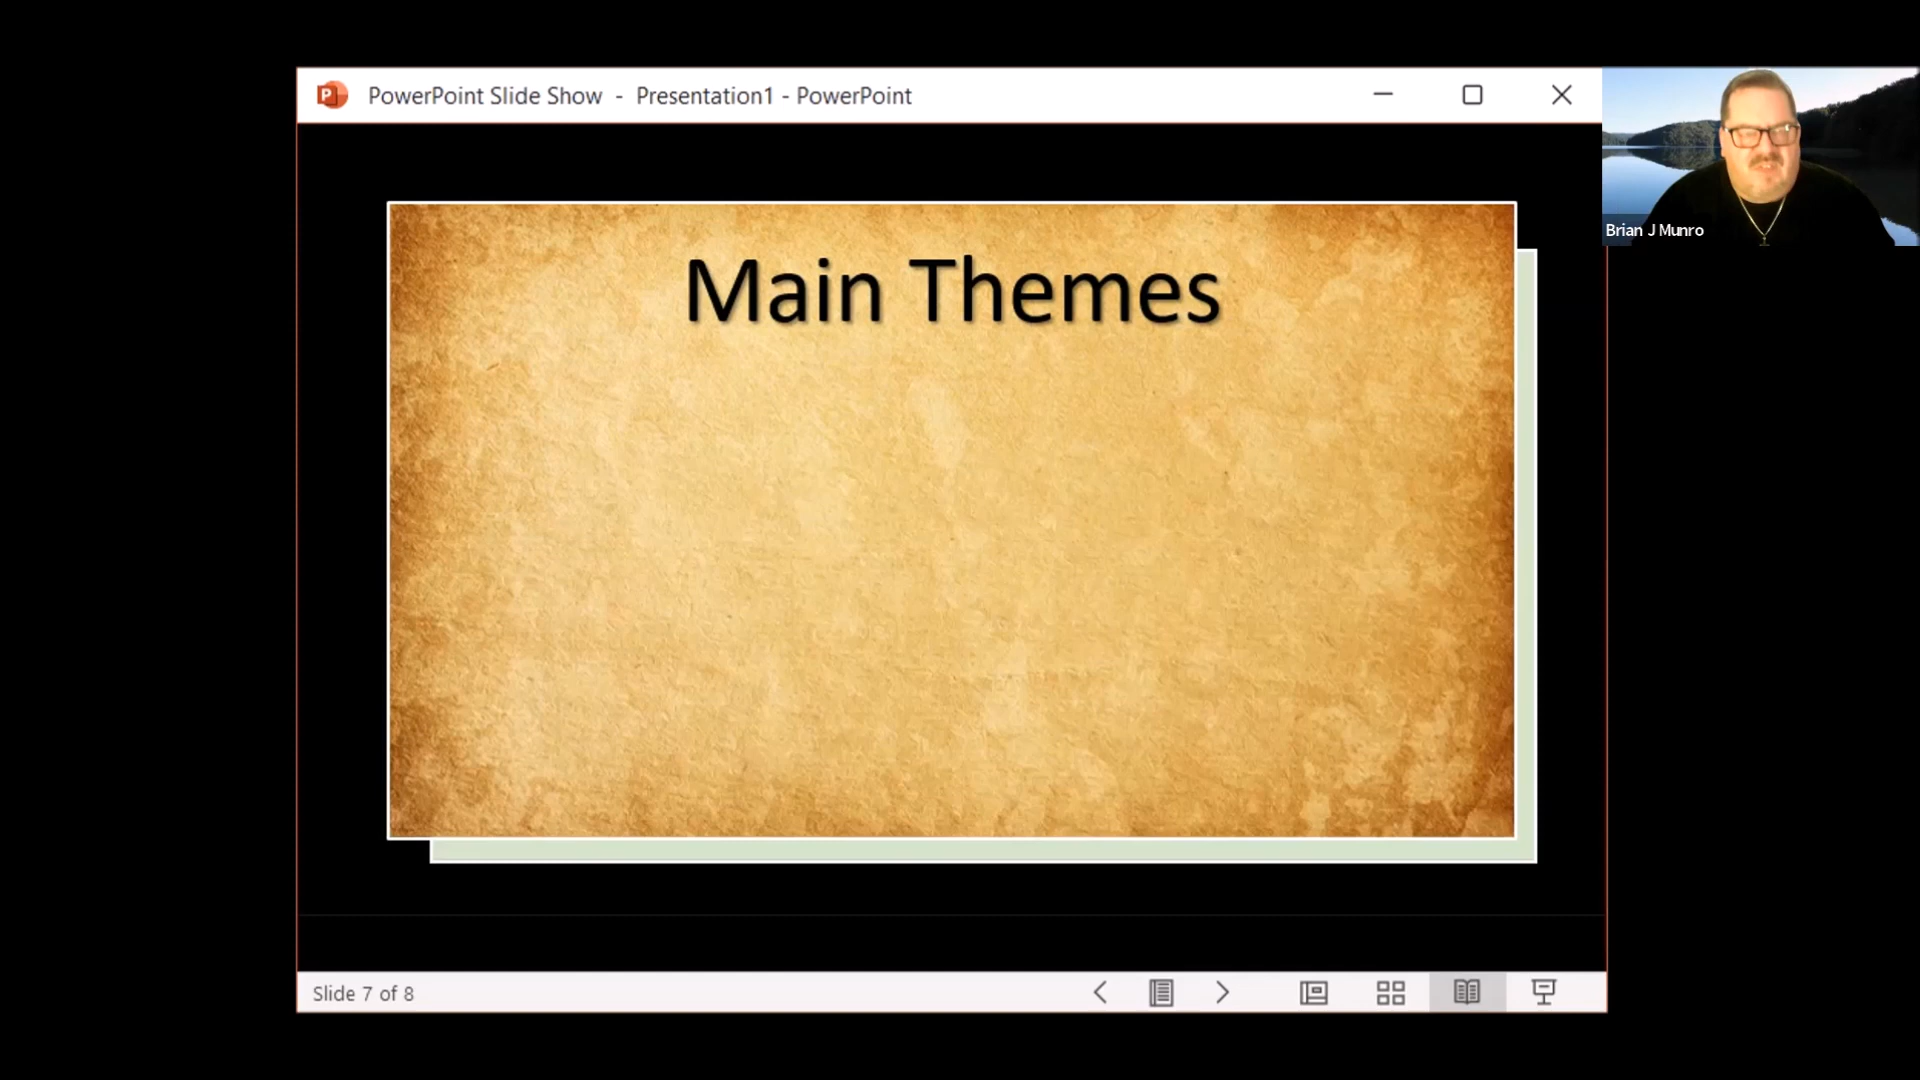 PowerPoint Slide Show - Presentation1 - PowerPoint
Brian J Munro
Main Themes
Slide 7 of 8